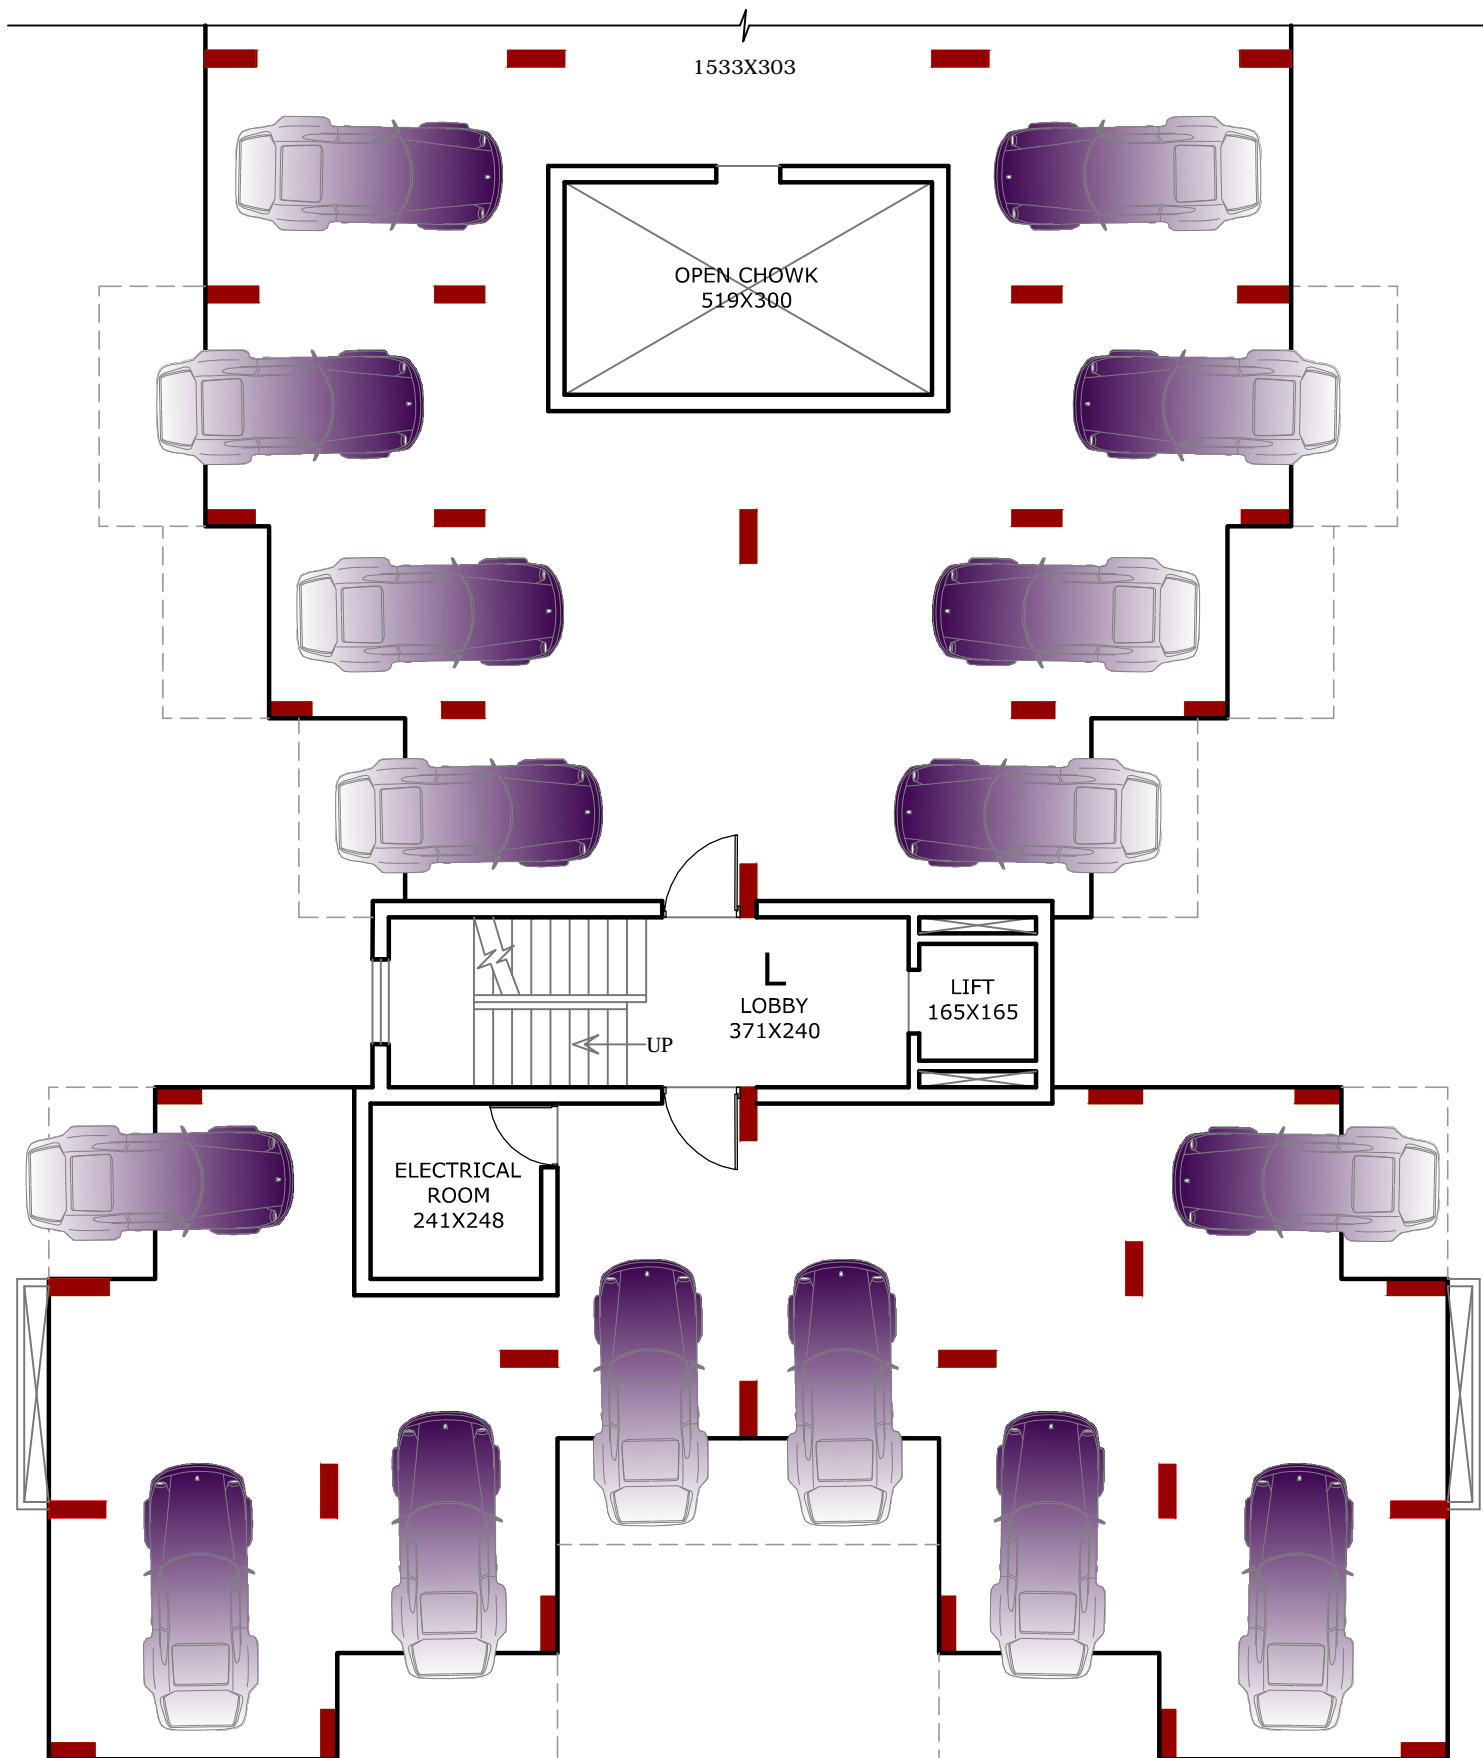 1533X303
OPEN CHOWK
519X300
L
LOBBY
371X240
LIFT
165X165
UP
ELECTRICAL
ROOM
241X248